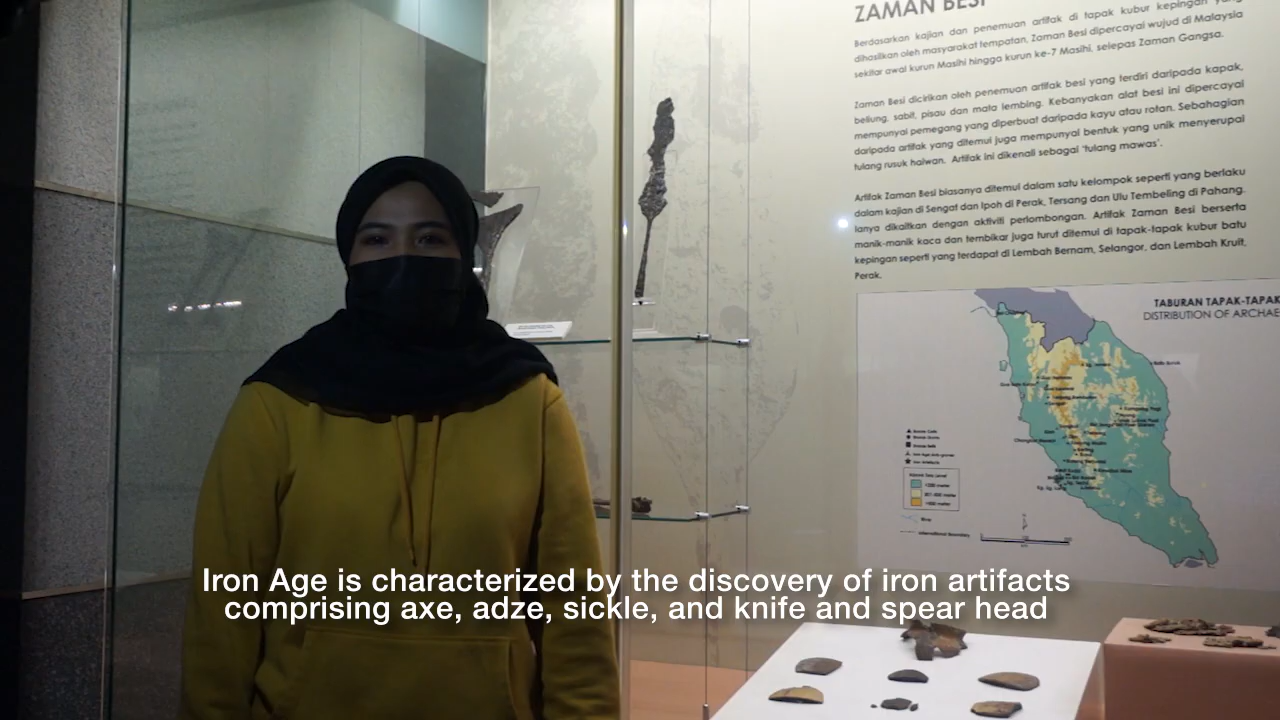 ZAMAN BESI
Berdasarkan kajian dan penemuan artifak di tapak kubur kepingan yang
dihasilkan oleh masyarakat tempatan, Zaman Besi dipercayai wujud di Malaysia
sekitar awal kurun Masihi hingga kurun ke-7 Masihi, selepas Zaman Gangsa.
Zaman Besi dicirikan oleh penemuan artifak besi yang terdiri daripada kapak,
beliung, sabit, pisau dan mata lembing. Kebanyakan alat besi ini dipercayai
mempunyai pemegang yang diperbuat daripada kayu atau rotan. Sebahagian
daripada artifak yang ditemui juga mempunyai bentuk yang unik menyerupai
tulang rusuk haiwan. Artifak ini dikenali sebagai 'tulang mawas'.
Artifak Zaman Besi biasanya ditemui dalam satu kelompok seperti yang berlaku
dalam kajian di Sengat dan Ipoh di Perak, Tersang dan Ulu Tembeling di Pahang.
Ianya dikaitkan dengan aktiviti perlombongan. Artifak Zaman Besi berserta
manik-manik kaca dan tembikar juga turut ditemui di tapak-tapak kubur batu
kepingan seperti yang terdapat di Lembah Bernam, Selangor, dan Lembah Kruit,
Perak.
TABURAN TAPAK-TAPAK
DISTRIBUTION OF ARCHAE
International Boundary
Iron Age is characterized by the discovery of iron artifacts
comprising axe, adze, sickle, and knife and spear head